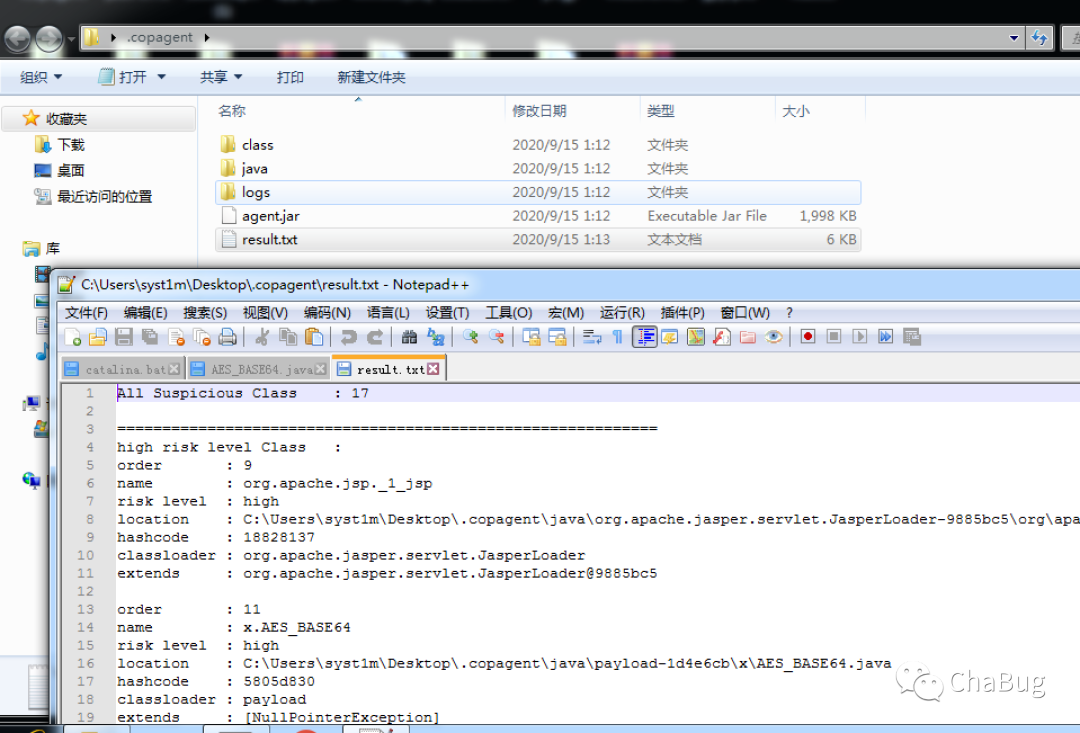 .copagent
组织 打开 共享 打印 新建文件夹
收藏夹
下载
桌面
最近访问的位置
库
名称 修改日期 类型 大小
class 2020/9/15 1:12 文件夹
java 2020/9/15 1:12 文件夹
logs 2020/9/15 1:12 文件夹
agent.jar 2020/9/15 1:12 Executable Jar File 1,998 KB
result.txt 2020/9/15 1:13 文本文档 6 KB
C:\Users\syst1m\Desktop\.copagent\result.txt - Notepad++
文件(F) 编辑(E) 搜索(S) 视图(V) 编码(N) 语言(L) 设置(T) 工具(O) 宏(M) 运行(R) 插件(P) 窗口(W) ?
catalina.bat AES_BASE64.java result.txt
1 All Suspicious Class : 17
2
3 ============================================================
4 high risk level Class :
5 order : 9
6 name : org.apache.jsp._1_jsp
7 risk level : high
8 location : C:\Users\syst1m\Desktop\.copagent\java\org.apache.jasper.servlet.JasperLoader-9885bc5\org\apa
9 hashcode : 18828137
10 classloader : org.apache.jasper.servlet.JasperLoader
11 extends : org.apache.jasper.servlet.JasperLoader@9885bc5
12
13 order : 11
14 name : x.AES_BASE64
15 risk level : high
16 location : C:\Users\syst1m\Desktop\.copagent\java\payload-1d4e6cb\x\AES_BASE64.java
17 hashcode : 5805d830
18 classloader : payload
19 extends : [NullPointerException]
ChaBug